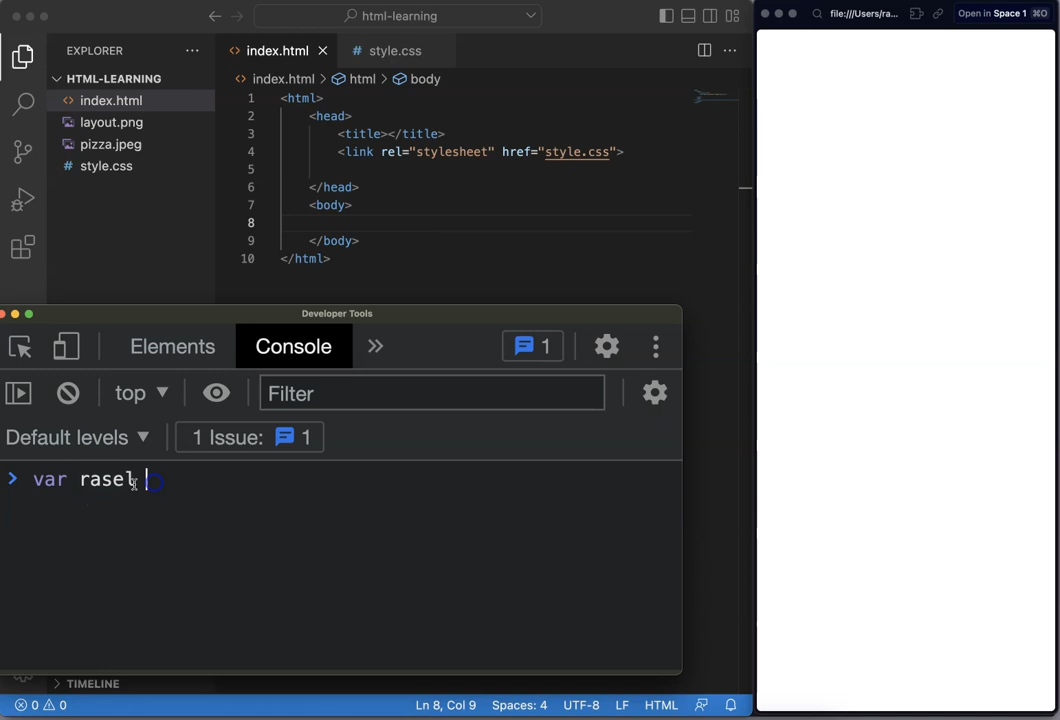 html-learning
file:///Users/ra...
Open in Space 1 ⌘O
EXPLORER
index.html
# style.css
HTML-LEARNING
index.html
layout.png
pizza.jpeg
# style.css
index.html > html > body
1 <html>
2 <head>
3 <title></title>
4 <link rel="stylesheet" href="style.css">
5
6 </head>
7 <body>
8
9 </body>
10 </html>
Developer Tools
Elements
Console
1
top
Filter
Default levels
1 Issue: 1
> var rasel
TIMELINE
0 0
Ln 8, Col 9
Spaces: 4
UTF-8
LF
HTML